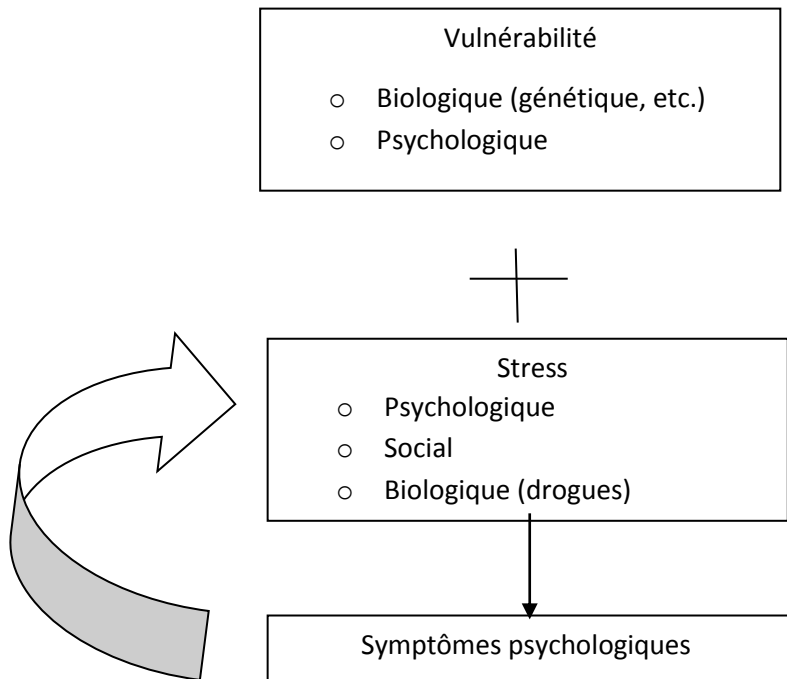 Vulnérabilité
o Biologique (génétique, etc.)
o Psychologique
Stress
o Psychologique
o Social
o Biologique (drogues)
Symptômes psychologiques